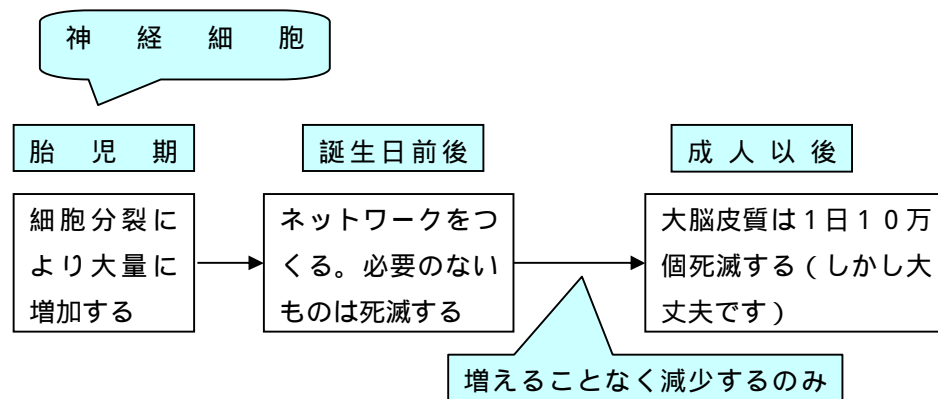 神経細胞
胎児期
誕生日前後
成人以後
細胞分裂に
より大量に
増加する
ネットワークをつ
くる。必要のない
ものは死滅する
大脳皮質は1日10万
個死滅する(しかし大
丈夫です)
増えることなく減少するのみ